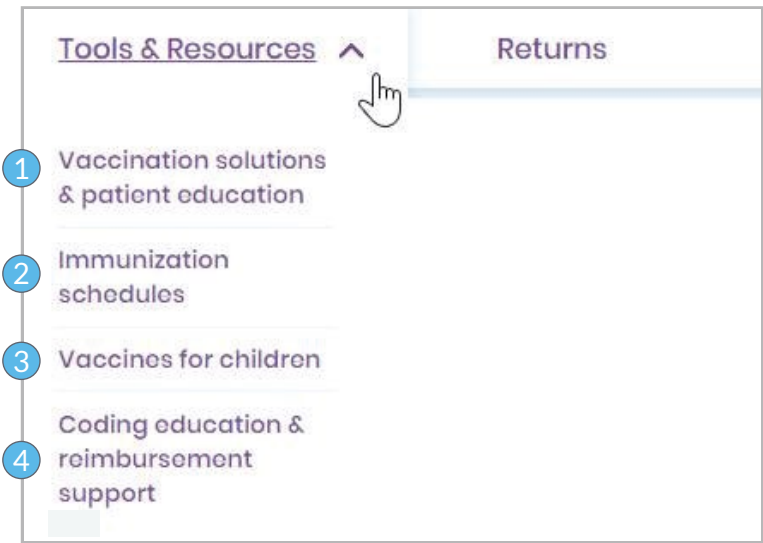 Tools & Resources
Returns
1
Vaccination solutions
& patient education
2
Immunization
schedules
3
Vaccines for children
4
Coding education &
reimbursement
support